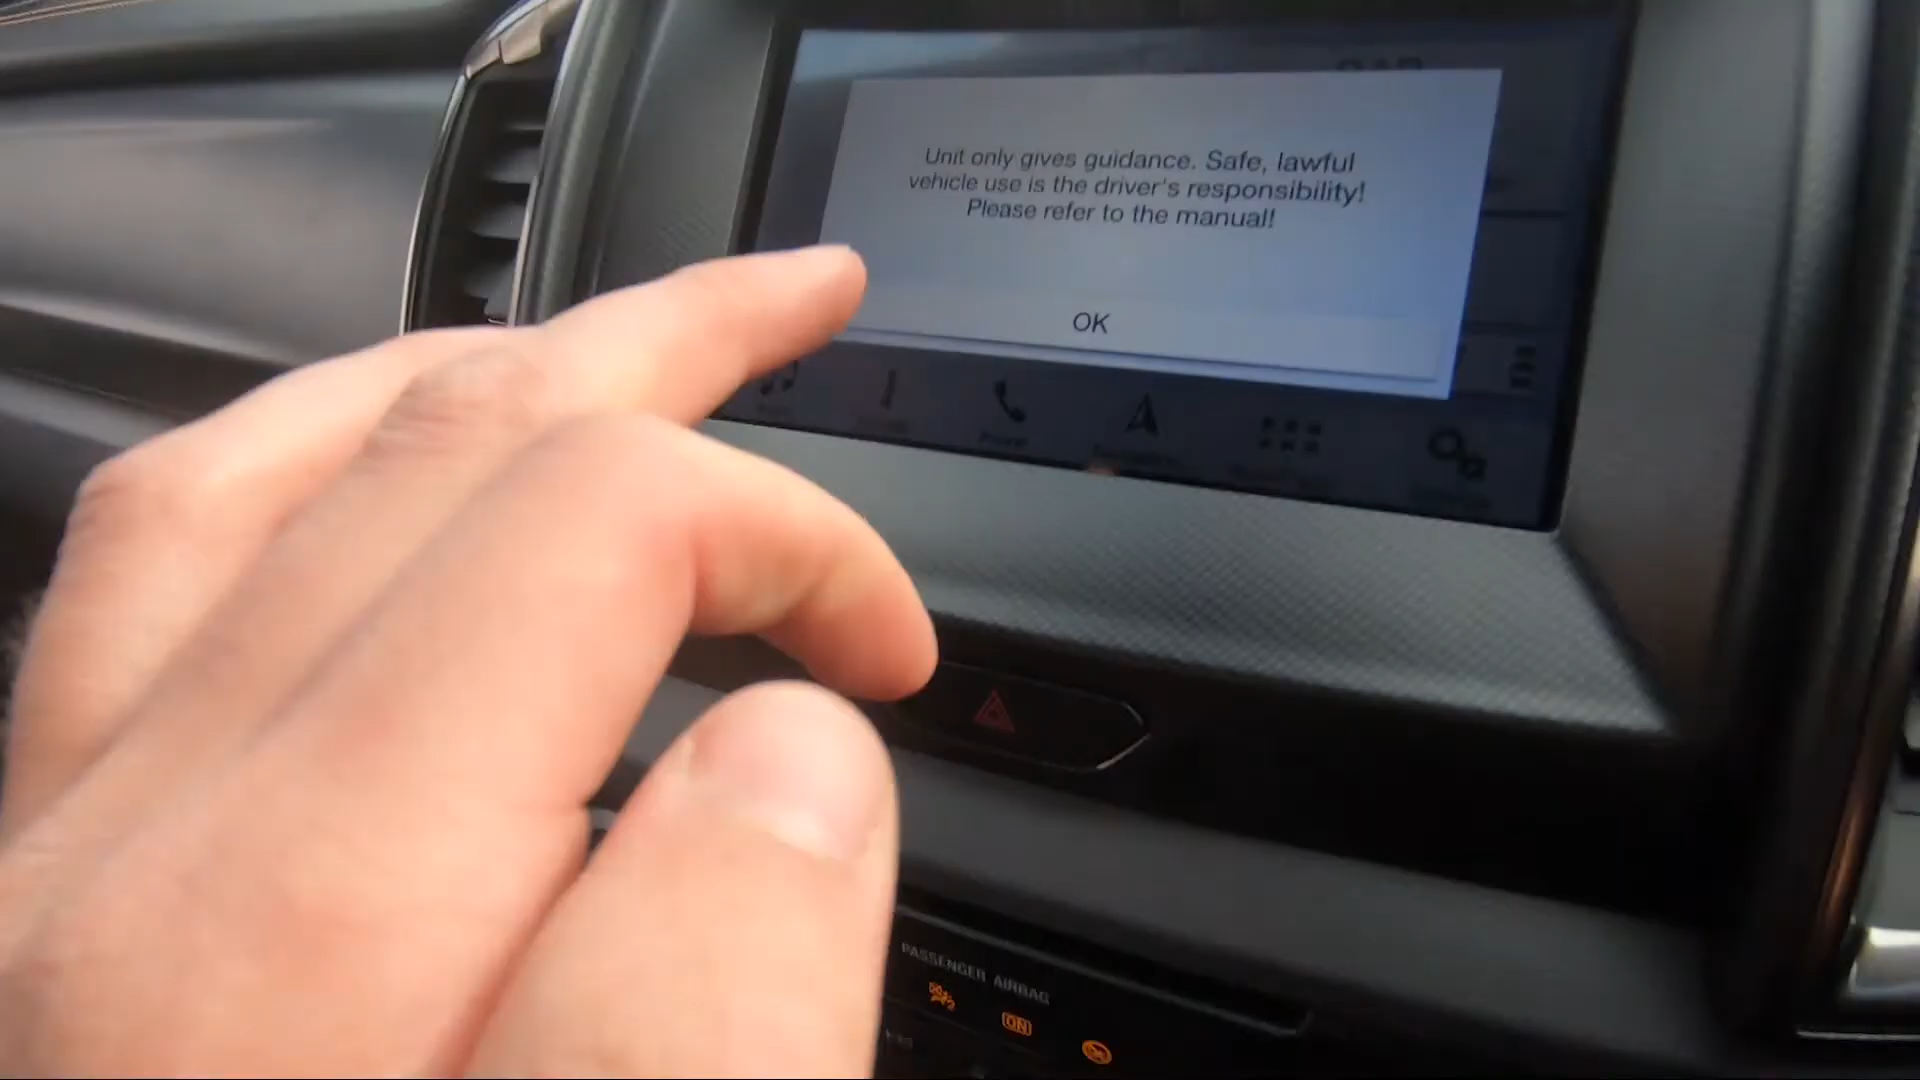 Unit only gives guidance. Safe, lawful
vehicle use is the driver's responsibility!
Please refer to the manual!
OK
Phone
PASSENGER AIRBAG
ON